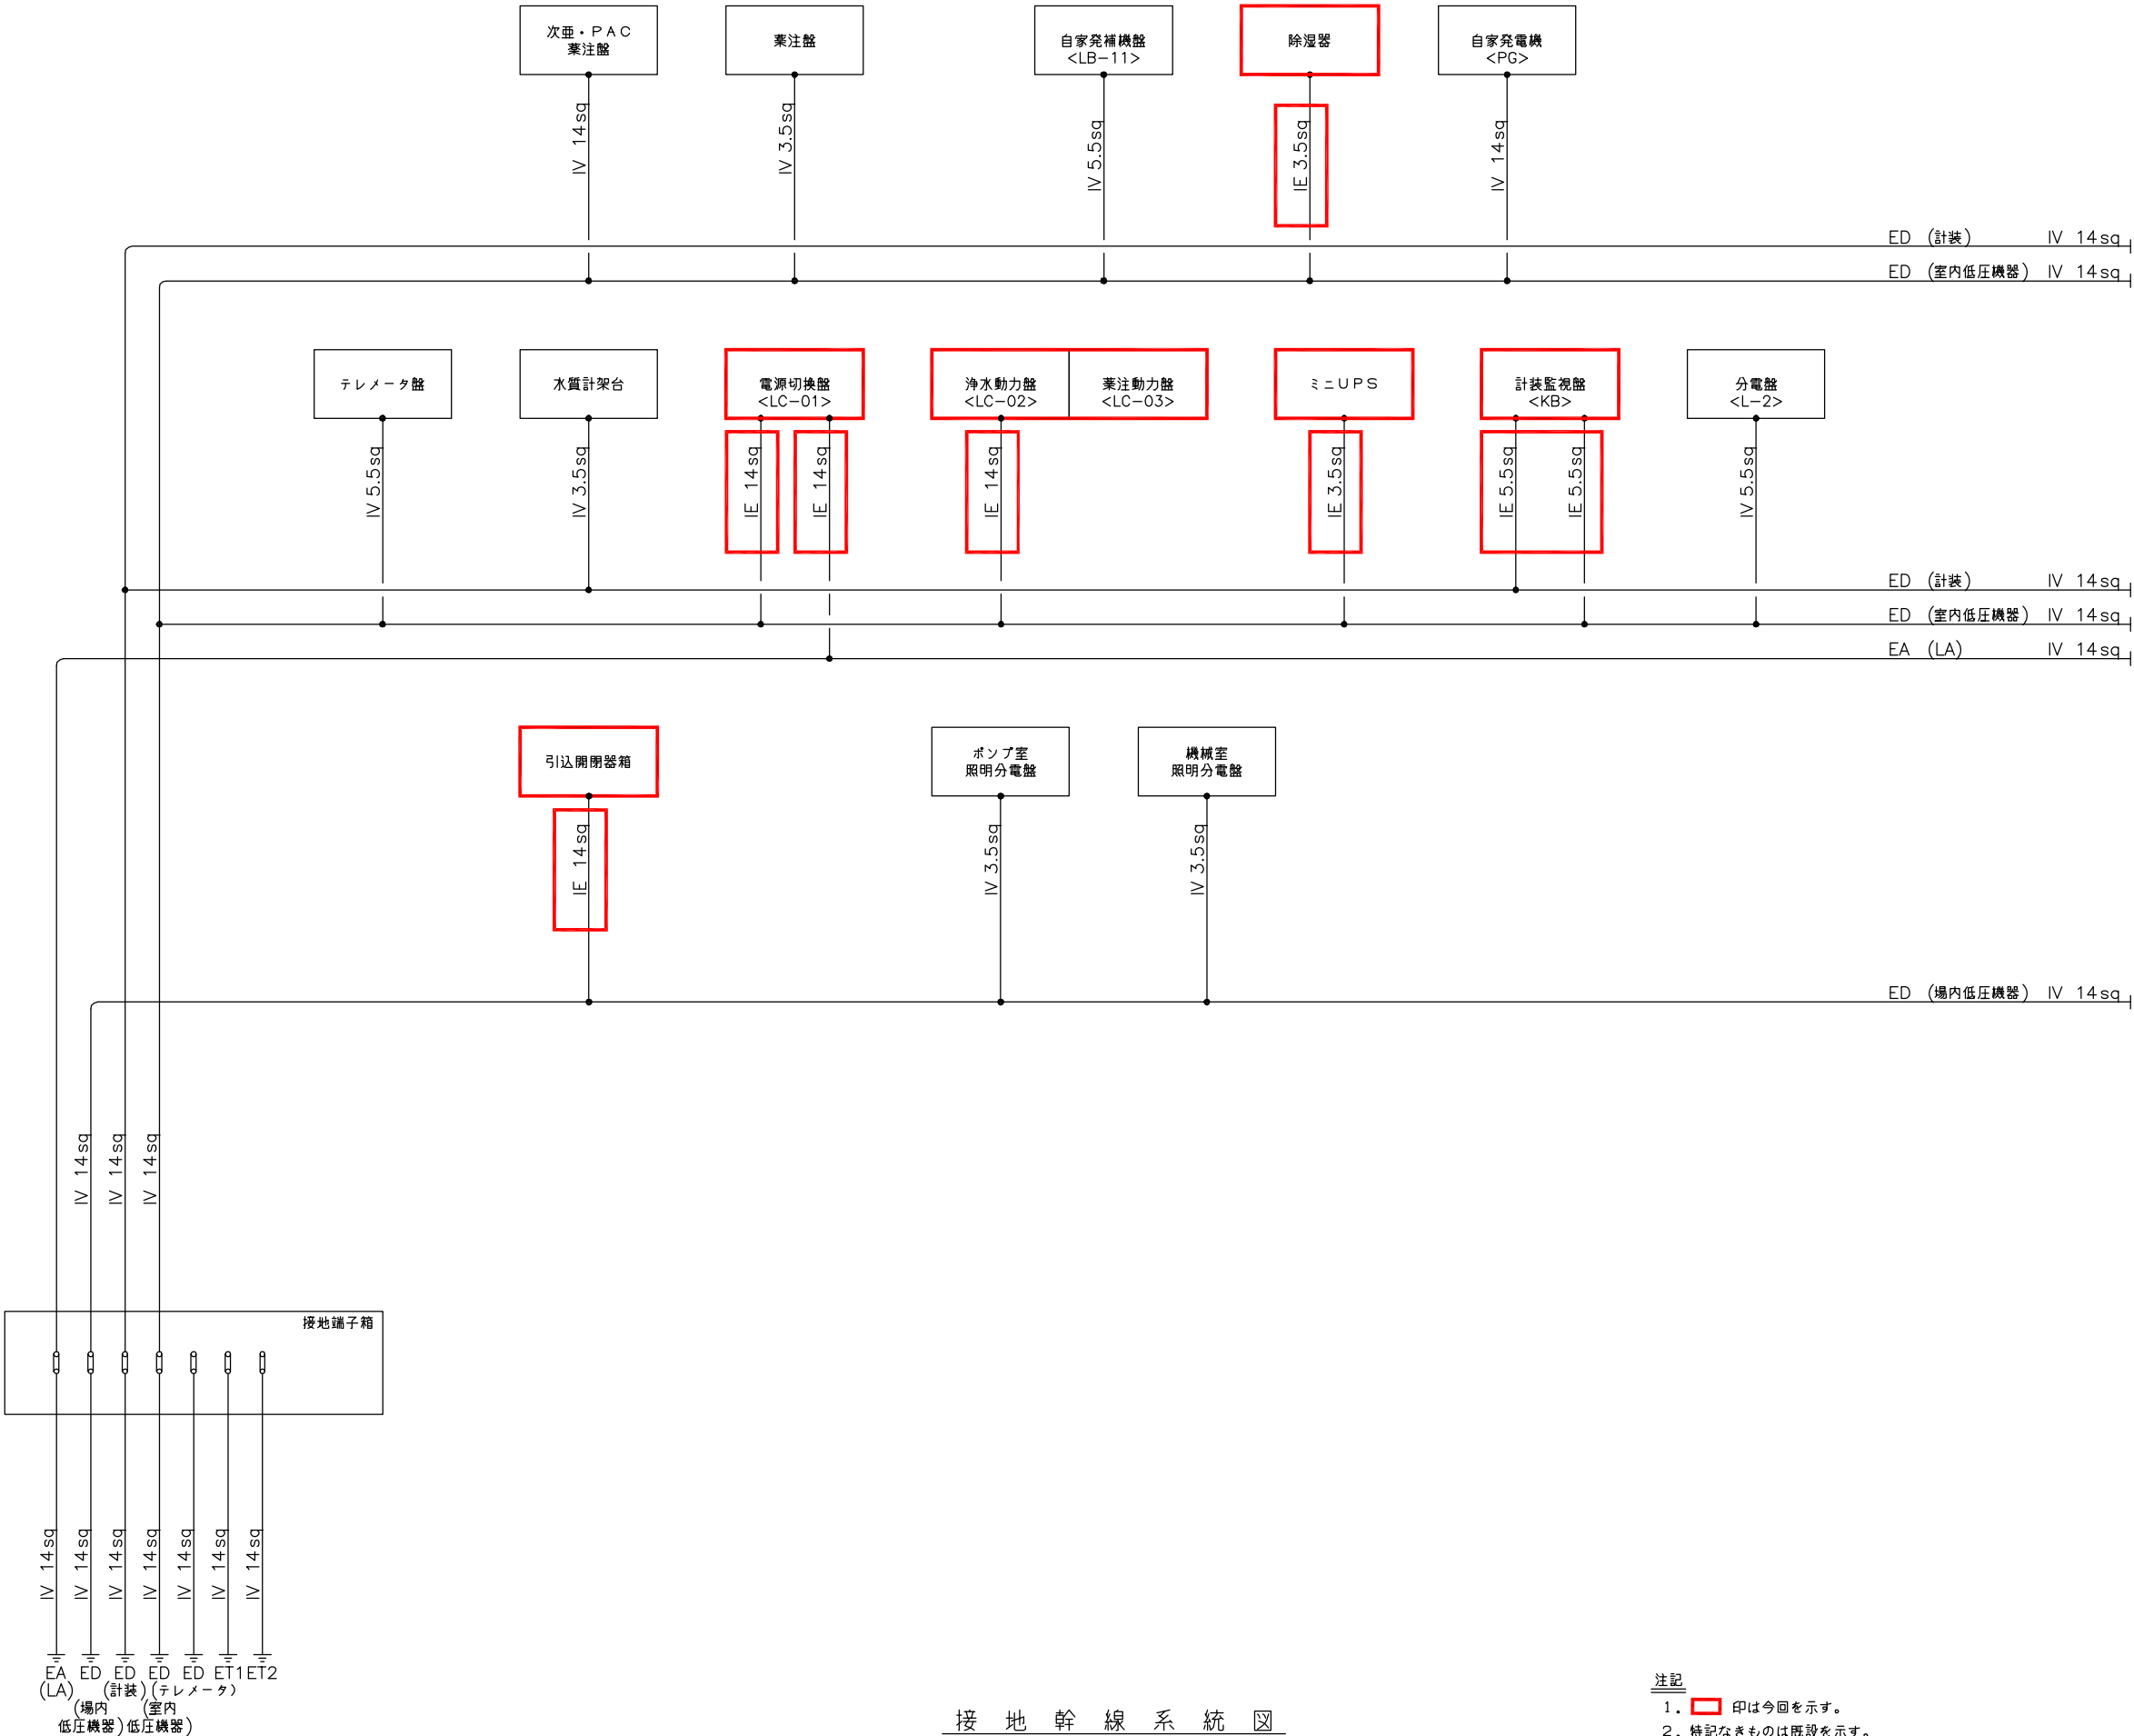 次亜・ＰＡＣ
薬注盤
薬注盤
自家発補機盤
<LB-11>
除湿器
自家発電機
<PG>
IV 14sq
IV 3.5sq
IV 5.5sq
IE 3.5sq
IV 14sq
ED (計装) IV 14sq
ED (室内低圧機器) IV 14sq
テレメータ盤
水質計架台
電源切換盤
<LC-01>
浄水動力盤
<LC-02>
薬注動力盤
<LC-03>
ミニＵＰＳ
計装監視盤
<KB>
分電盤
<L-2>
IV 5.5sq
IV 3.5sq
IE 14sq
IE 14sq
IE 14sq
IE 3.5sq
IE 5.5sq
IE 5.5sq
IV 5.5sq
ED (計装) IV 14sq
ED (室内低圧機器) IV 14sq
EA (LA) IV 14sq
引込開閉器箱
ポンプ室
照明分電盤
機械室
照明分電盤
IE 14sq
IV 3.5sq
IV 3.5sq
ED (場内低圧機器) IV 14sq
IV 14sq
IV 14sq
IV 14sq
接地端子箱
IV 14sq
IV 14sq
IV 14sq
IV 14sq
IV 14sq
IV 14sq
IV 14sq
EA ED ED ED ED ET1 ET2
(LA) (計装) (テレメータ)
(場内 (室内
低圧機器) 低圧機器)
接地幹線系統図
注記
1. 印は今回を示す。
2. 特記なきものは既設を示す。